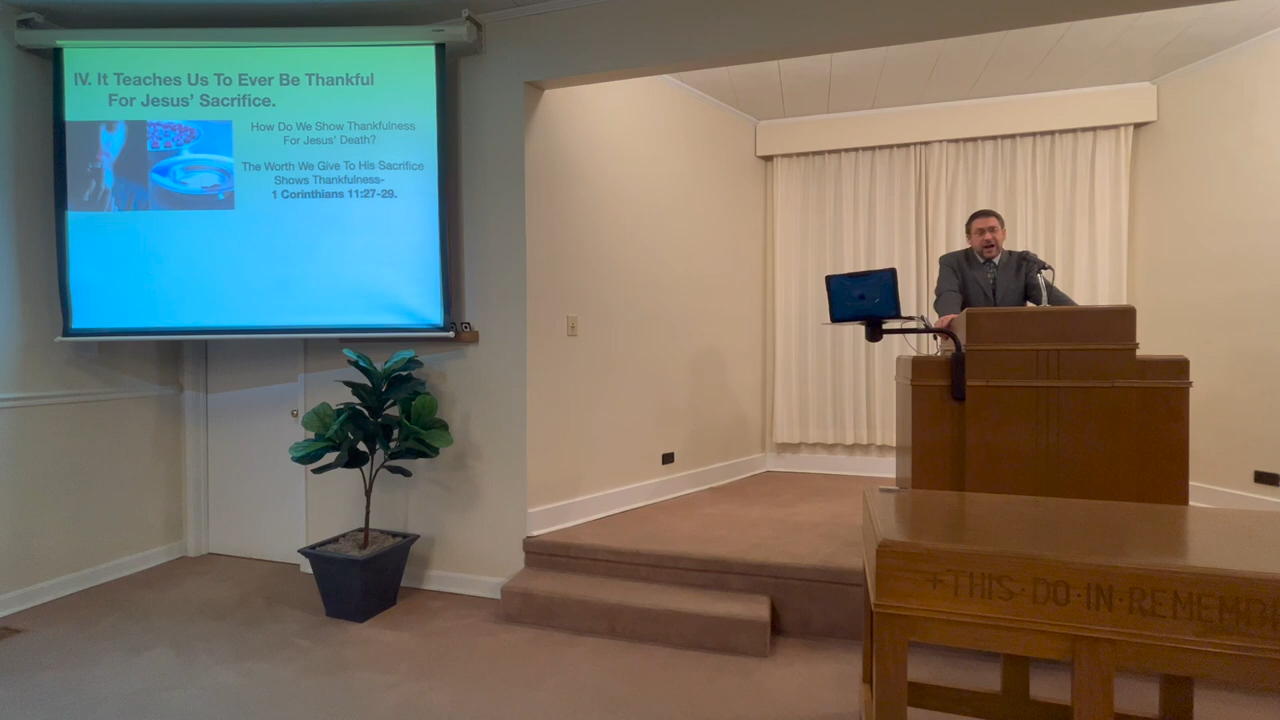 IV. It Teaches Us To Ever Be Thankful
For Jesus' Sacrifice.
How Do We Show Thankfulness
For Jesus' Death?
The Worth We Give To His Sacrifice
Shows Thankfulness-
1 Corinthians 11:27-29.
+THIS·DO·IN·REMEMB